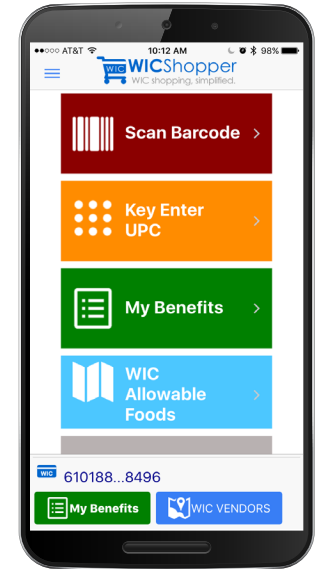 AT&T 10:12 AM 98%
WIC WICShopper
WIC shopping, simplified.
Scan Barcode
Key Enter
UPC
My Benefits
WIC
Allowable
Foods
WIC 610188...8496
My Benefits WIC VENDORS